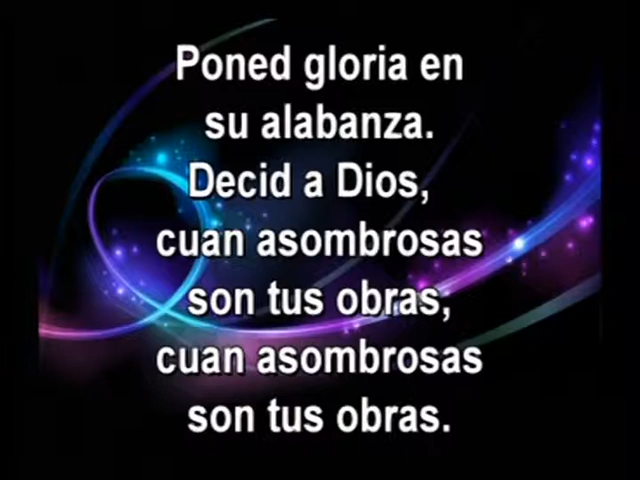 Poned gloria en
su alabanza.
Decid a Dios,
cuan asombrosas
son tus obras,
cuan asombrosas
son tus obras.